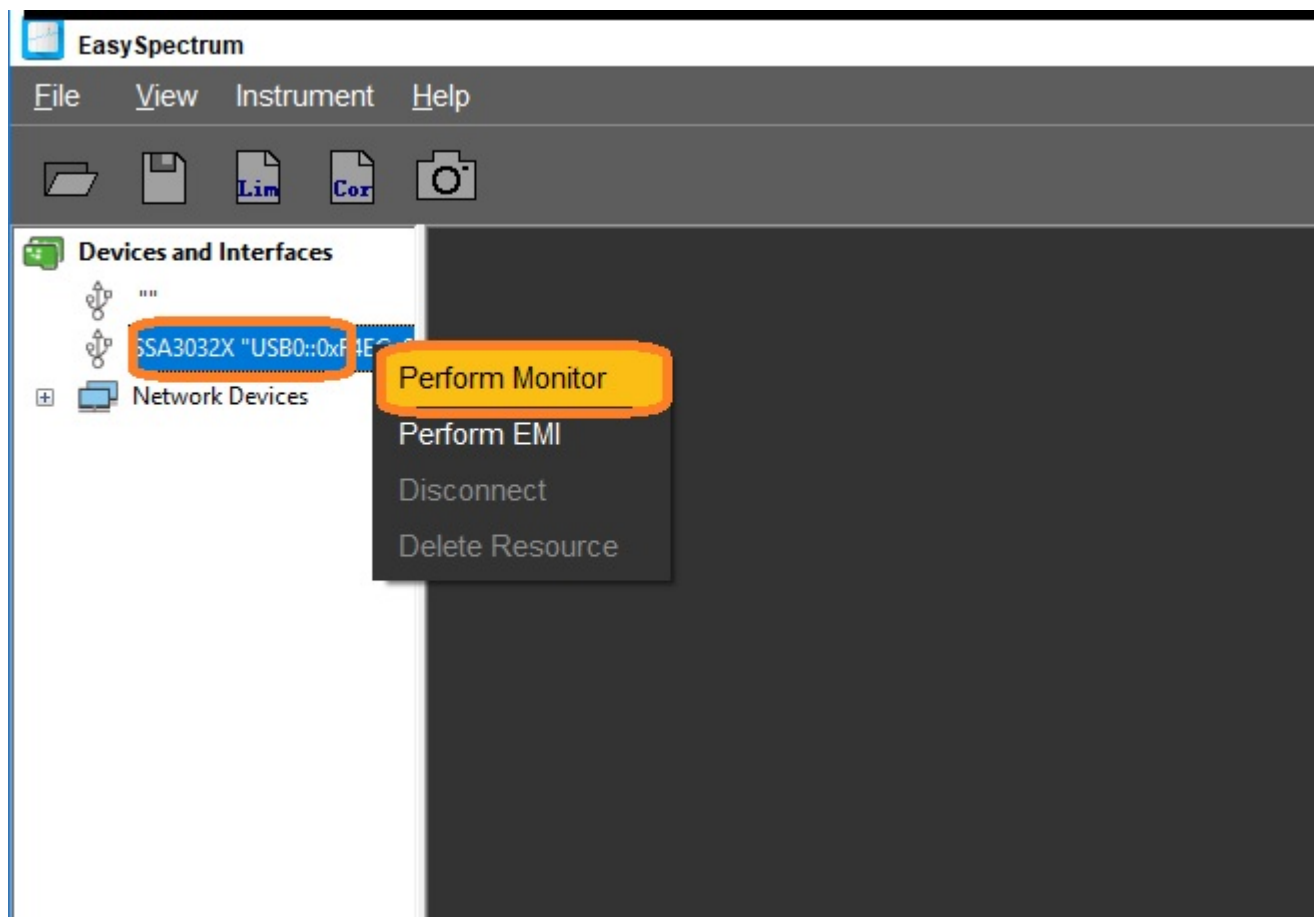 EasySpectrum
File View Instrument Help
Lim Cor
Devices and Interfaces
""
SSA3032X "USB0::0xF4EC
Perform Monitor
Network Devices
Perform EMI
Disconnect
Delete Resource